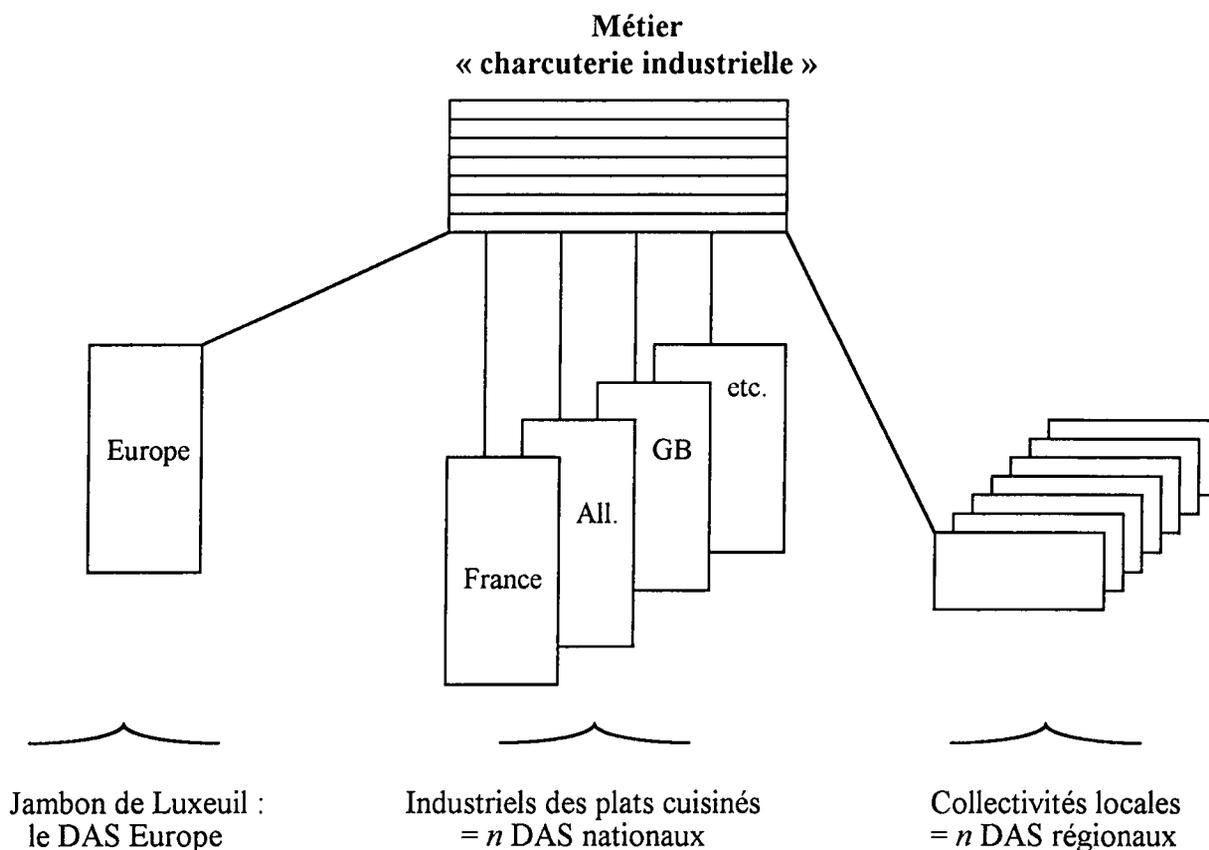 Métier
« charcuterie industrielle »
Europe
etc.
GB
All.
France
Jambon de Luxeuil :
le DAS Europe
Industriels des plats cuisinés
= n DAS nationaux
Collectivités locales
= n DAS régionaux